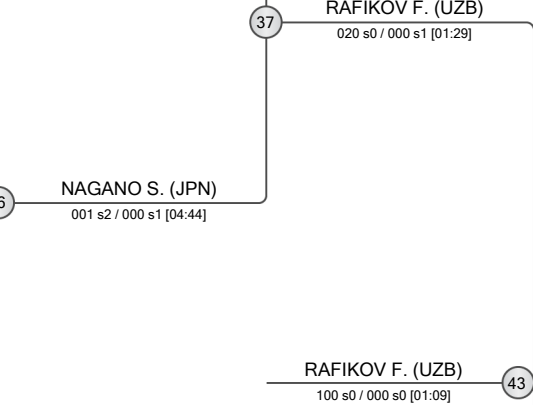 RAFIKOV F. (UZB)
37
020 s0 / 000 s1 [01:29]
NAGANO S. (JPN)
6
001 s2 / 000 s1 [04:44]
RAFIKOV F. (UZB)
43
100 s0 / 000 s0 [01:09]